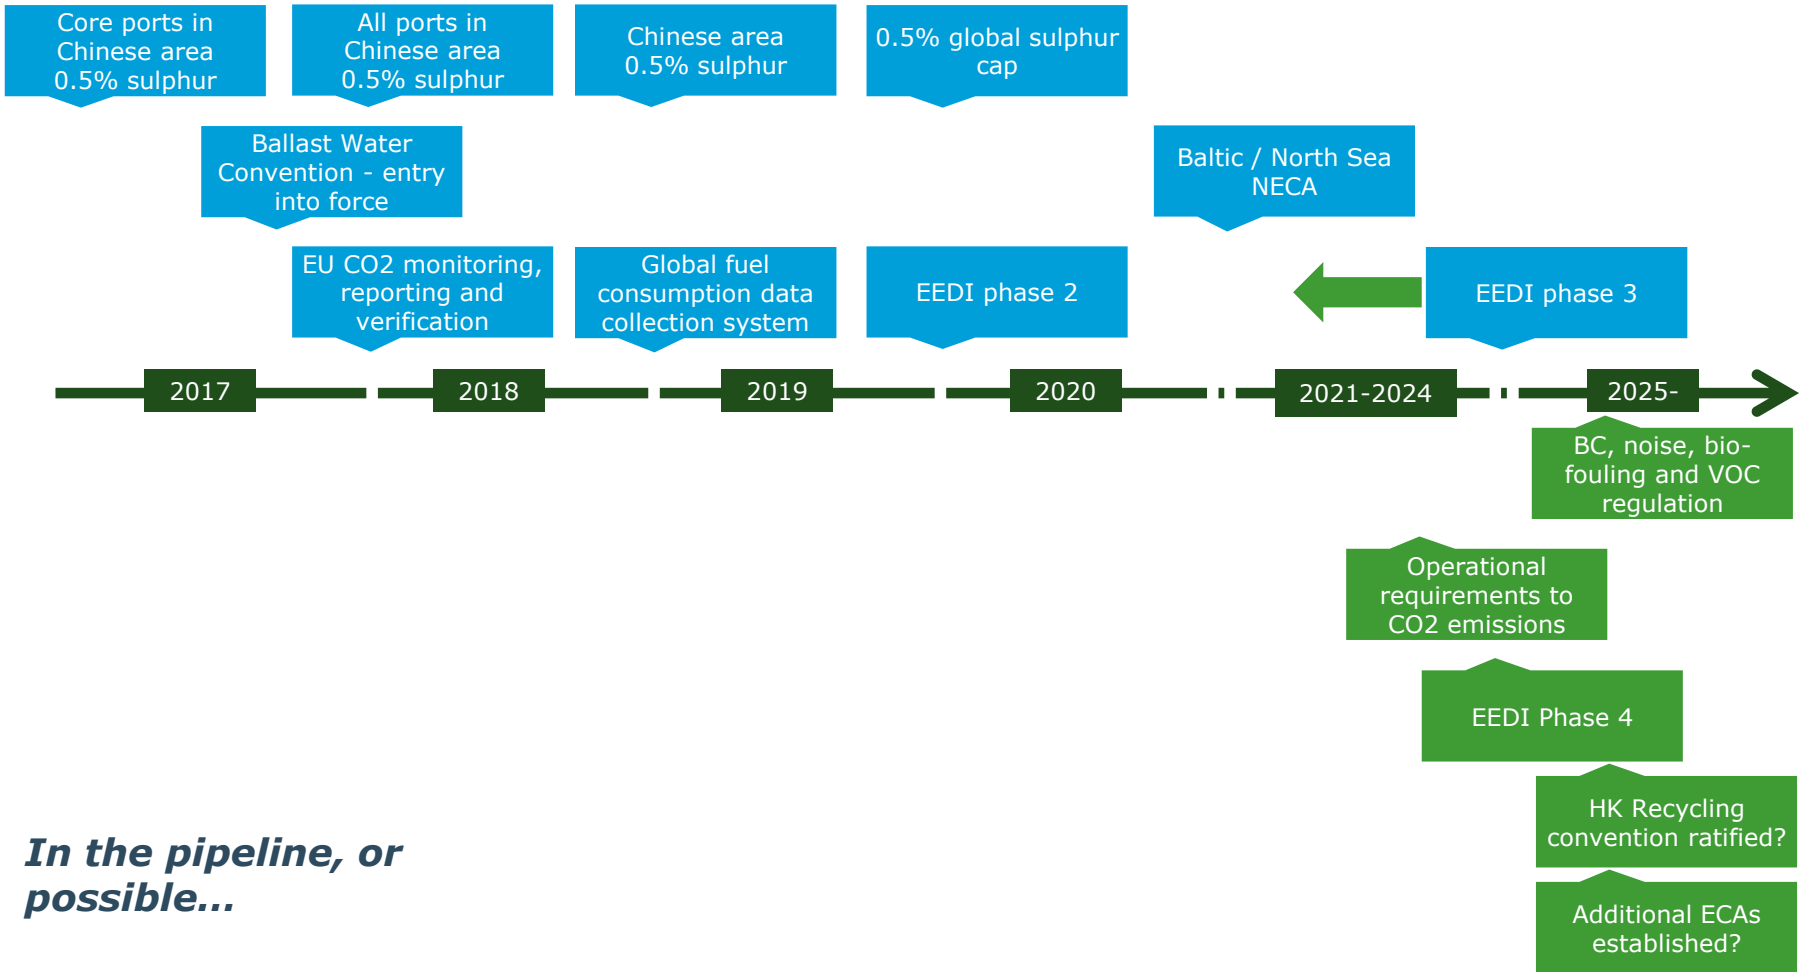 Core ports in
Chinese area
0.5% sulphur
All ports in
Chinese area
0.5% sulphur
Chinese area
0.5% sulphur
0.5% global sulphur
cap
Ballast Water
Convention - entry
into force
Baltic / North Sea
NECA
EU CO2 monitoring,
reporting and
verification
Global fuel
consumption data
collection system
EEDI phase 2
EEDI phase 3
2017
2018
2019
2020
2021-2024
2025-
BC, noise, bio-
fouling and VOC
regulation
Operational
requirements to
CO2 emissions
EEDI Phase 4
HK Recycling
convention ratified?
Additional ECAs
established?
In the pipeline, or
possible...